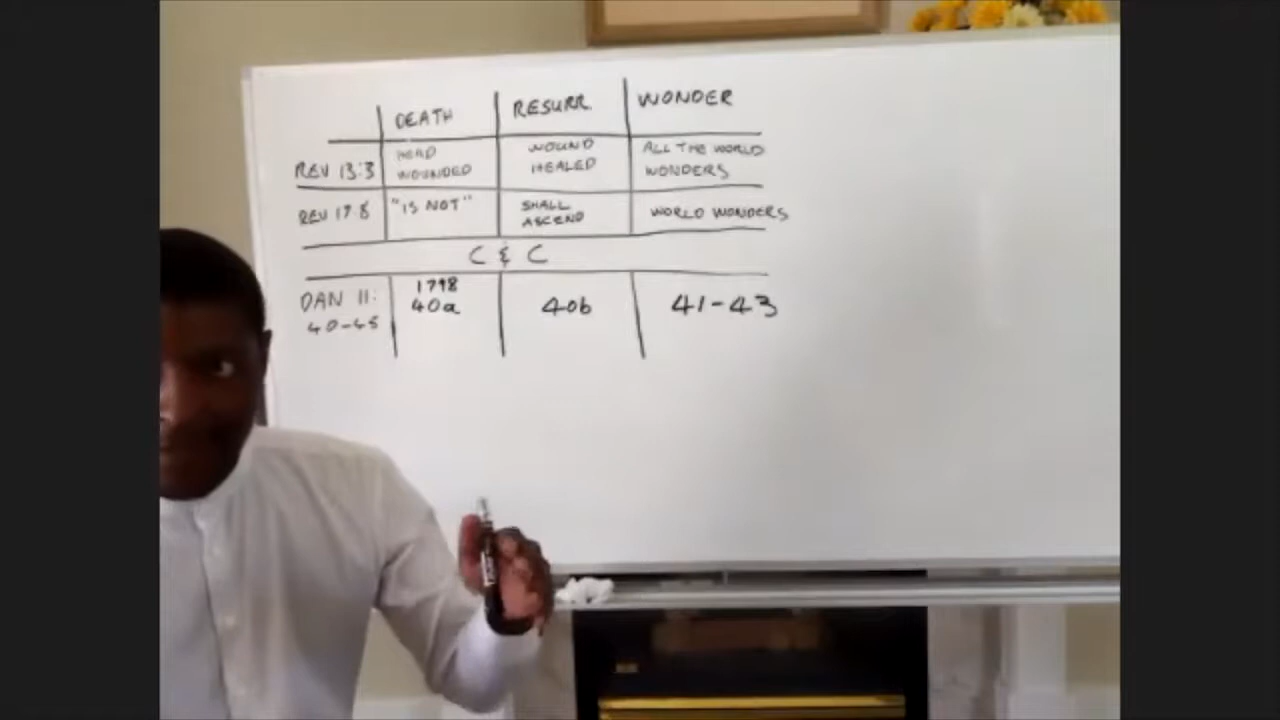 DEATH RESURR WONDER
REV 13:3 HEAD WOUNDED WOUND HEALED ALL THE WORLD WONDERS
REV 17:8 "IS NOT" SHALL ASCEND WORLD WONDERS
C & C
DAN 11: 40-45 1798 40a 40b 41-43